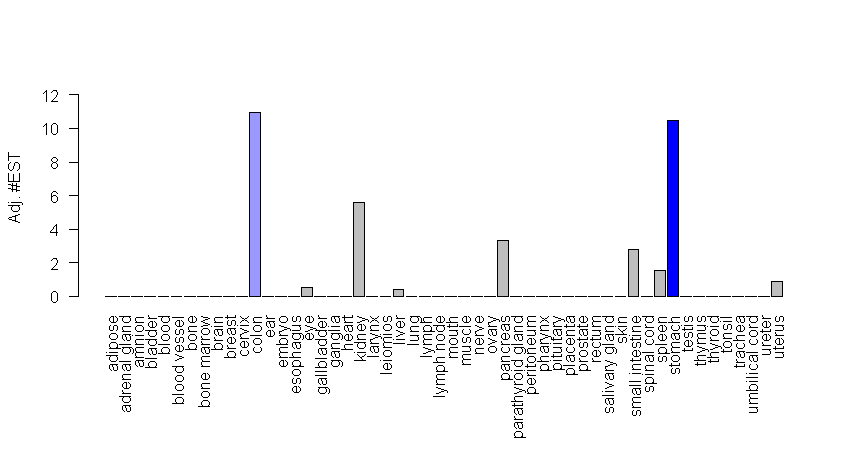 12
10
8
6
4
2
0
Adj. #EST
adipose
adrenal gland
amnion
bladder
blood
blood vessel
bone
bone marrow
brain
breast
cervix
colon
ear
embryo
esophagus
eye
gallbladder
ganglia
heart
kidney
larynx
leiomios
liver
lung
lymph
lymph node
mouth
muscle
nerve
ovary
pancreas
parathyroid gland
peritoneum
pharynx
pituitary
placenta
prostate
rectum
salivary gland
skin
small intestine
spinal cord
spleen
stomach
testis
thymus
thyroid
tonsil
trachea
umbilical cord
ureter
uterus